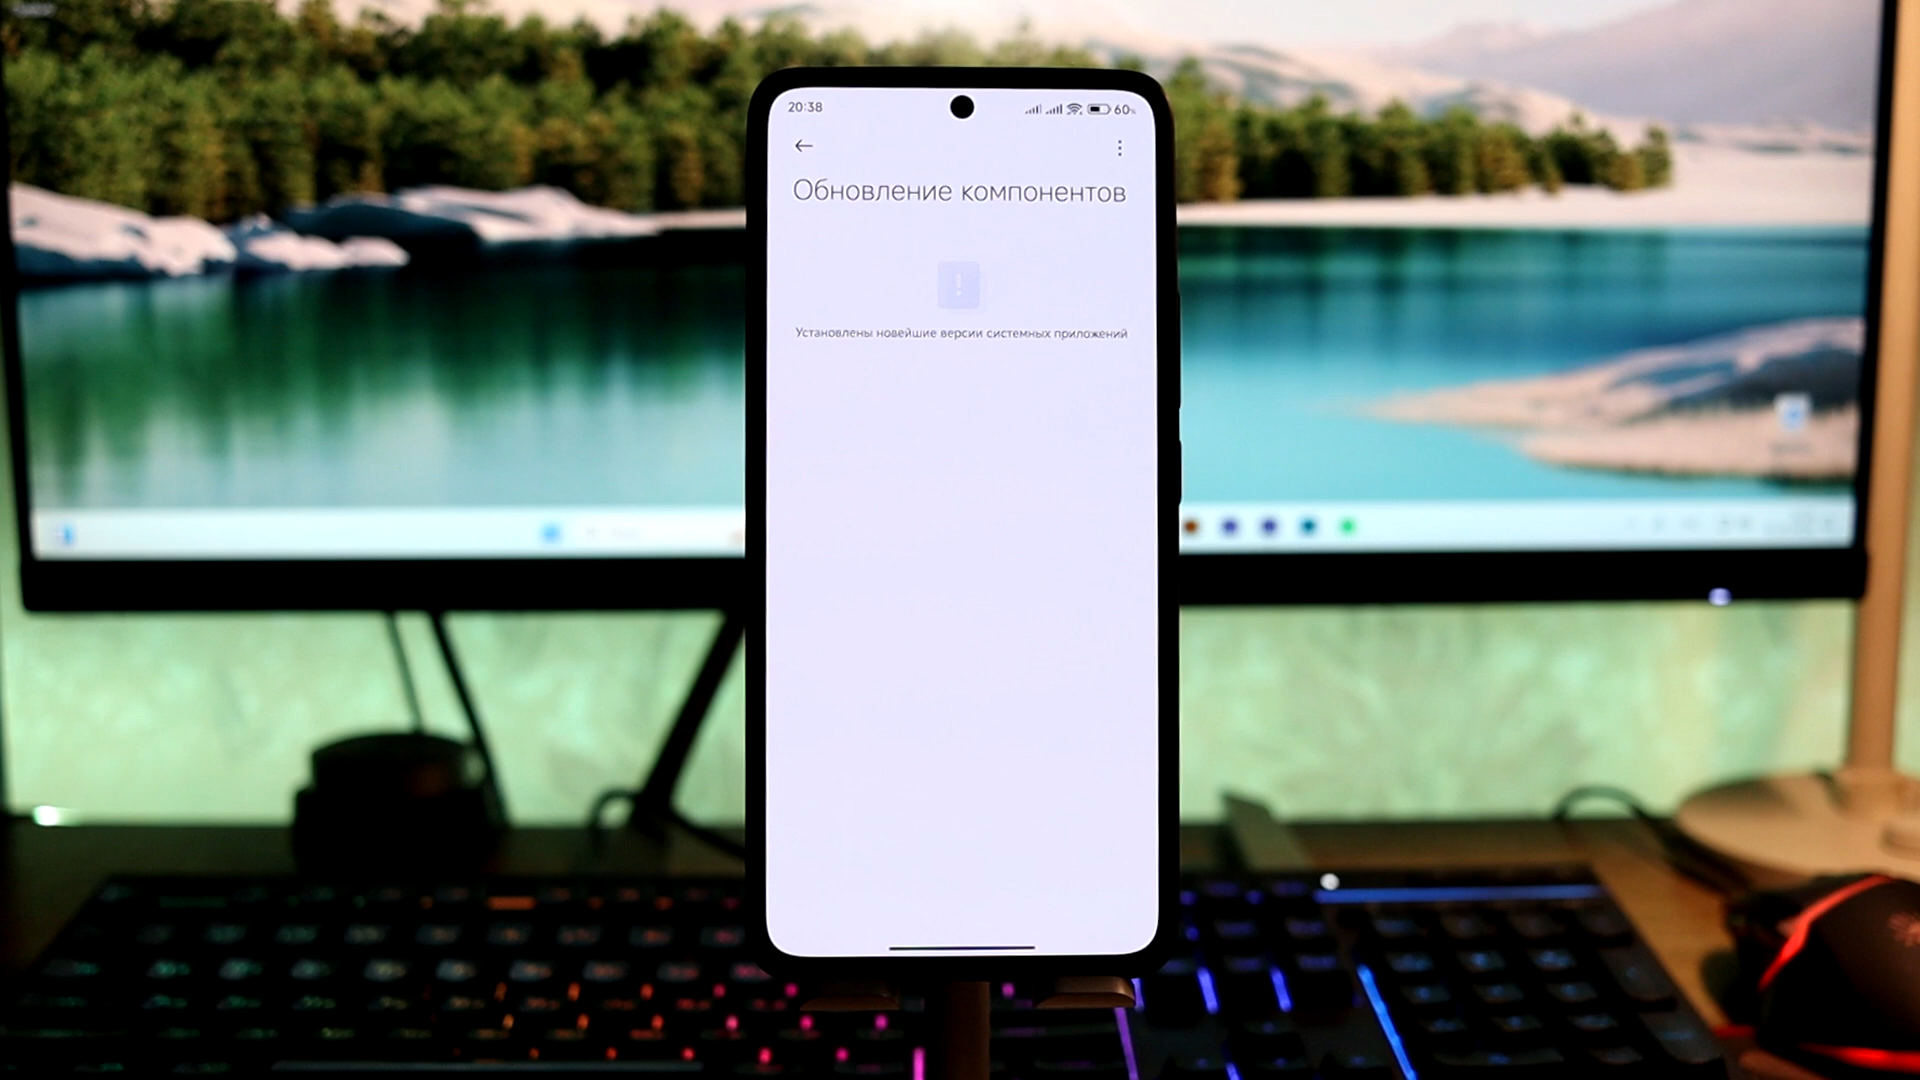 20:38
60%
Обновление компонентов
Установлены новейшие версии системных приложений